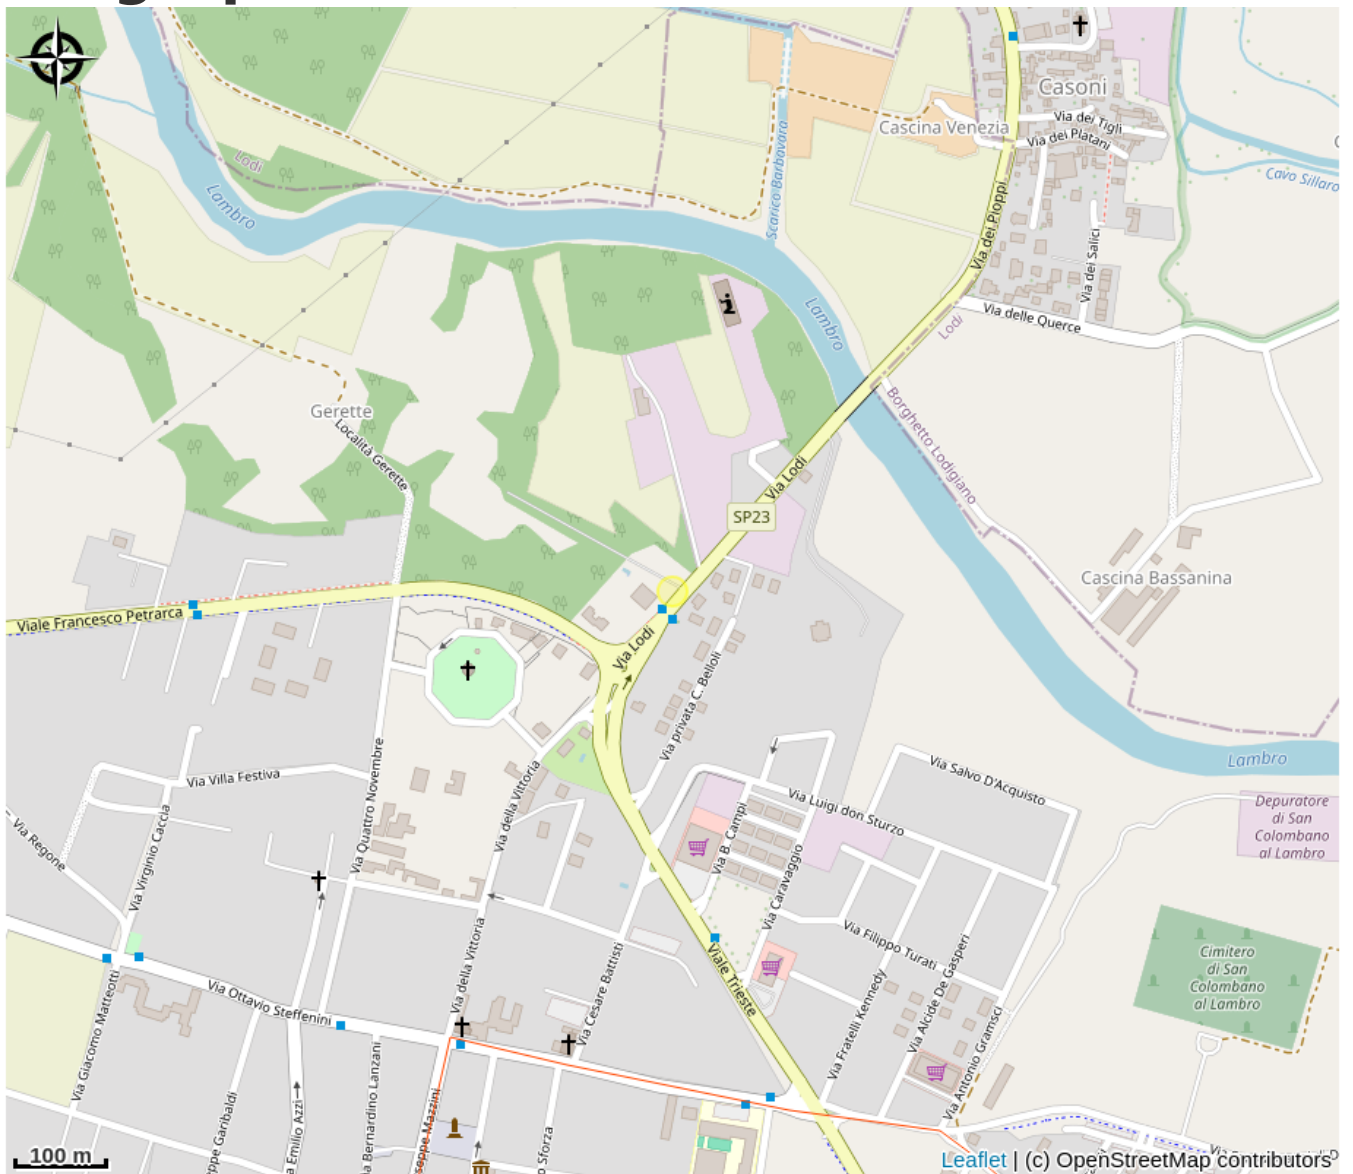 Casoni
Via dei Tigli
Via dei Platani
Cascina Venezia
Cavo Sillaro
Lodi
Lambro
Scarico Barbavara
Via dei Pioppi
Via dei Salici
Via delle Querce
Lambro
Lodi
Borghetto Lodigiano
Gerette
Località Gerette
Via Lodi
SP23
Cascina Bassanina
Viale Francesco Petrarca
Via Lodi
Via privata C. Belloli
Lambro
Via Villa Festiva
Via Quattro Novembre
Via della Vittoria
Via Salvo D'Acquisto
Via Luigi don Sturzo
Depuratore
di San
Colombano
al Lambro
Via Regone
Via Virginio Caccia
Via B. Campi
Via Caravaggio
Via Filippo Turati
Via della Vittoria
Via Cesare Battisti
Viale Trieste
Via Alcide De Gasperi
Cimitero
di San
Colombano
al Lambro
Via Giacomo Matteotti
Via Ottavio Steffenini
Via Fratelli Kennedy
Via Antonio Gramsci
Via Bernardino Lanzani
Emilio Azzi
Garibaldi
Mazzini
Sforza
100 m
Leaflet | (c) OpenStreetMap contributors